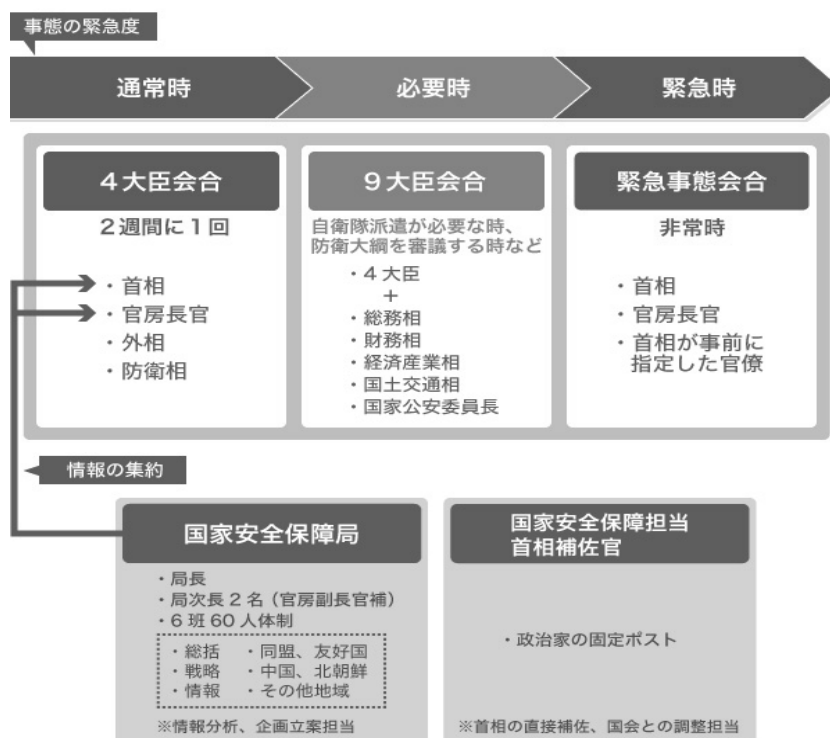 事態の緊急度
通常時
必要時
緊急時
4大臣会合
2週間に1回
・首相
・官房長官
・外相
・防衛相
9大臣会合
自衛隊派遣が必要な時、
防衛大綱を審議する時など
・4大臣
+
・総務相
・財務相
・経済産業相
・国土交通相
・国家公安委員長
緊急事態会合
非常時
・首相
・官房長官
・首相が事前に
指定した官僚
情報の集約
国家安全保障局
・局長
・局次長2名（官房副長官補）
・6班60人体制
・総括 ・同盟、友好国
・戦略 ・中国、北朝鮮
・情報 ・その他地域
※情報分析、企画立案担当
国家安全保障担当
首相補佐官
・政治家の固定ポスト
※首相の直接補佐、国会との調整担当